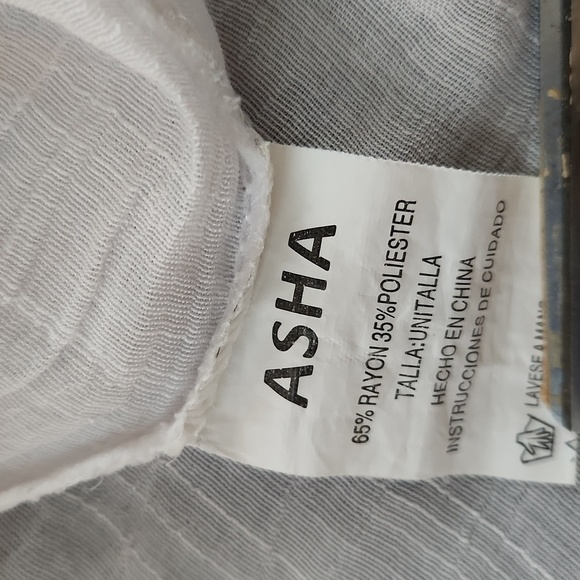 ASHA
65% RAYON 35%POLIESTER
TALLA:UNITALLA
HECHO EN CHINA
INSTRUCCIONES DE CUIDADO
LAVESE A MANO